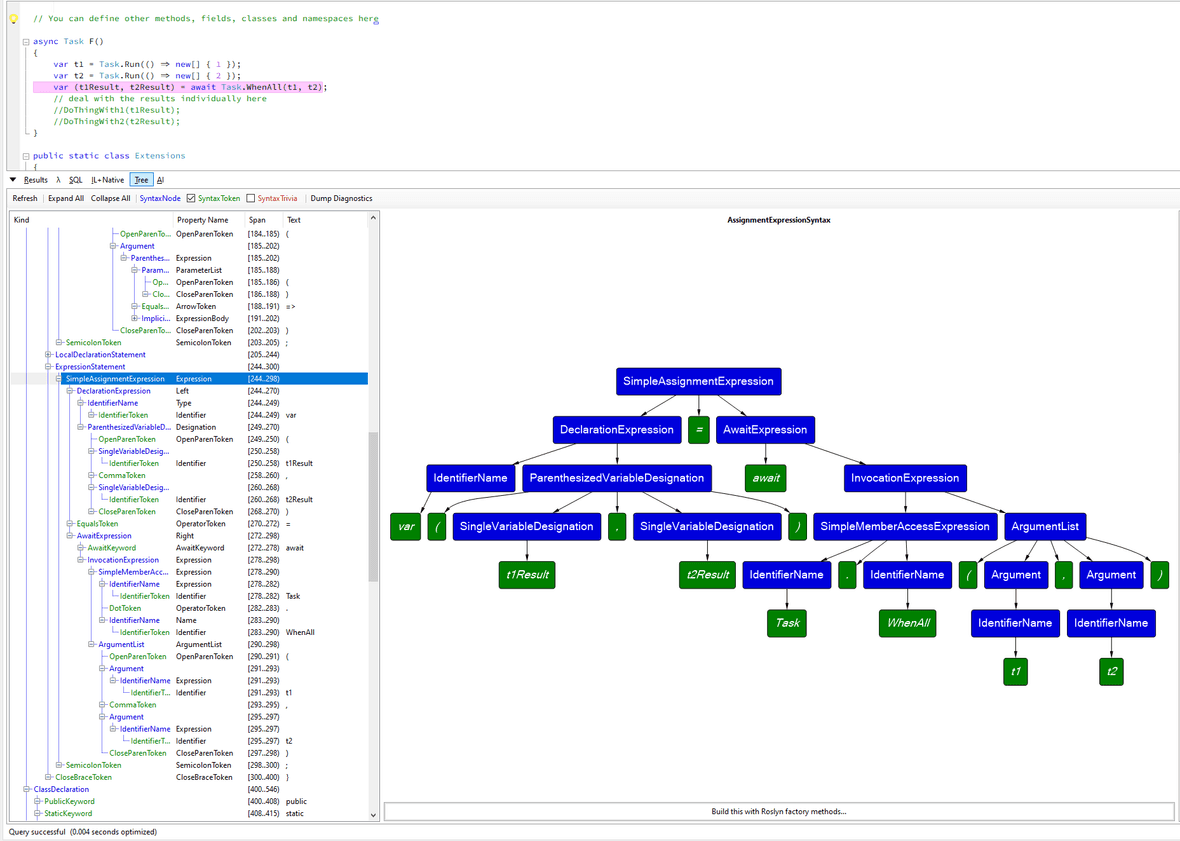 // You can define other methods, fields, classes and namespaces here
async Task F()
{
var t1 = Task.Run(() => new[] { 1 });
var t2 = Task.Run(() => new[] { 2 });
var (t1Result, t2Result) = await Task.WhenAll(t1, t2);
// deal with the results individually here
//DoThingWith1(t1Result);
//DoThingWith2(t2Result);
}
public static class Extensions
{
Results λ SQL IL+Native Tree AI
Refresh Expand All Collapse All SyntaxNode SyntaxToken SyntaxTrivia Dump Diagnostics
Kind Property Name Span Text
OpenParenTo... OpenParenToken [184..185) (
Argument [185..202)
Parenthes... Expression [185..202)
Param... ParameterList [185..188)
Op... OpenParenToken [185..186) (
Clo... CloseParenToken [186..188) )
Equals... ArrowToken [188..191) =>
Implici... ExpressionBody [191..202)
CloseParenTo... CloseParenToken [202..203) )
SemicolonToken SemicolonToken [203..205) ;
LocalDeclarationStatement [205..244)
ExpressionStatement [244..300)
SimpleAssignmentExpression Expression [244..298)
DeclarationExpression Left [244..270)
IdentifierName Type [244..249)
IdentifierToken Identifier [244..249) var
ParenthesizedVariableD... Designation [249..270)
OpenParenToken OpenParenToken [249..250) (
SingleVariableDesig... [250..258)
IdentifierToken Identifier [250..258) t1Result
CommaToken [258..260) ,
SingleVariableDesig... [260..268)
IdentifierToken Identifier [260..268) t2Result
CloseParenToken CloseParenToken [268..270) )
EqualsToken OperatorToken [270..272) =
AwaitExpression Right [272..298)
AwaitKeyword AwaitKeyword [272..278) await
InvocationExpression Expression [278..298)
SimpleMemberAcc... Expression [278..290)
IdentifierName Expression [278..282)
IdentifierToken Identifier [278..282) Task
DotToken OperatorToken [282..283) .
IdentifierName Name [283..290)
IdentifierToken Identifier [283..290) WhenAll
ArgumentList ArgumentList [290..298)
OpenParenToken OpenParenToken [290..291) (
Argument [291..293)
IdentifierName Expression [291..293)
IdentifierT... Identifier [291..293) t1
CommaToken [293..295) ,
Argument [295..297)
IdentifierName Expression [295..297)
IdentifierT... Identifier [295..297) t2
CloseParenToken CloseParenToken [297..298) )
SemicolonToken SemicolonToken [298..300) ;
CloseBraceToken CloseBraceToken [300..400) }
ClassDeclaration [400..546)
PublicKeyword [400..408) public
StaticKeyword [408..415) static
AssignmentExpressionSyntax
SimpleAssignmentExpression
DeclarationExpression = AwaitExpression
IdentifierName ParenthesizedVariableDesignation await InvocationExpression
var ( SingleVariableDesignation , SingleVariableDesignation ) SimpleMemberAccessExpression ArgumentList
t1Result t2Result IdentifierName . IdentifierName ( Argument , Argument )
Task WhenAll IdentifierName IdentifierName
t1 t2
Build this with Roslyn factory methods...
Query successful (0.004 seconds optimized)